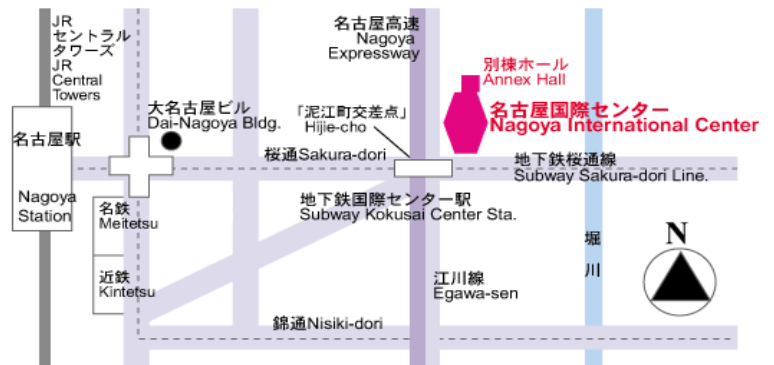 JR
セントラル
タワーズ
JR
Central
Towers
名古屋高速
Nagoya
Expressway
別棟ホール
Annex Hall
大名古屋ビル
Dai-Nagoya Bldg.
「泥江町交差点」
Hijie-cho
名古屋国際センター
Nagoya International Center
名古屋駅
桜通Sakura-dori
地下鉄桜通線
Subway Sakura-dori Line.
Nagoya
Station
名鉄
Meitetsu
地下鉄国際センター駅
Subway Kokusai Center Sta.
堀
川
N
近鉄
Kintetsu
江川線
Egawa-sen
錦通Nisiki-dori